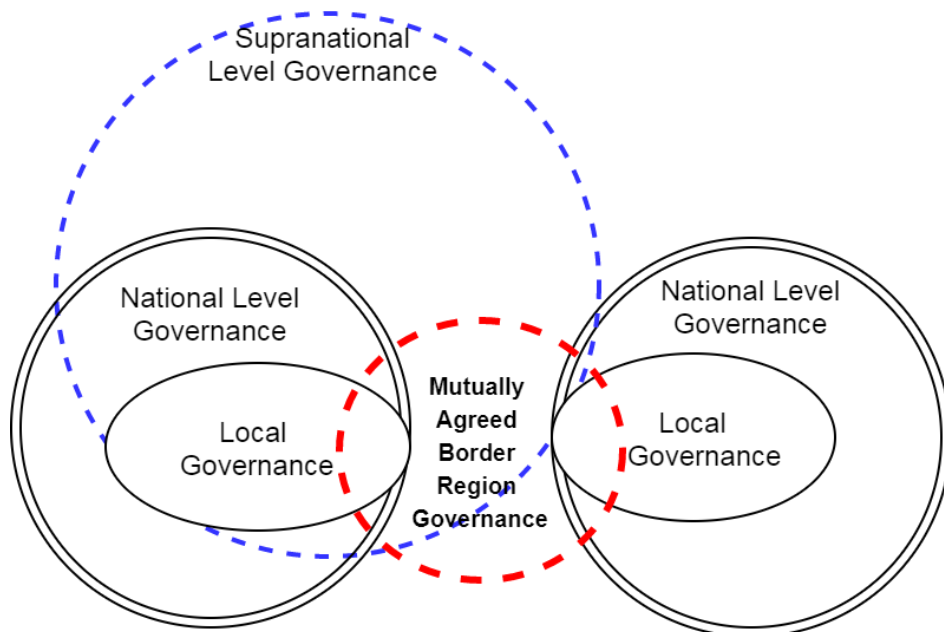 Supranational
Level Governance
National Level
Governance
National Level
Governance
Local
Governance
Mutually
Agreed
Border
Region
Governance
Local
Governance